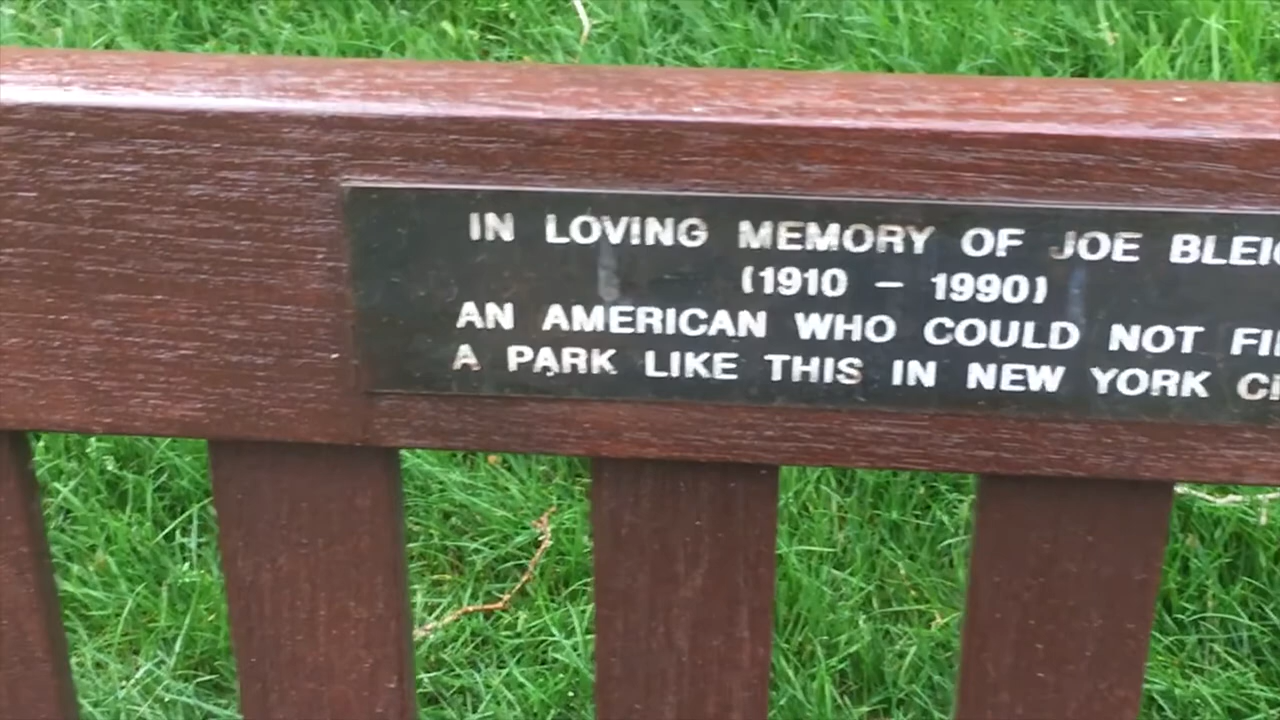 IN LOVING MEMORY OF JOE
(1910 - 1990)
AN AMERICAN WHO COULD NOT
A PARK LIKE THIS IN NEW YORK